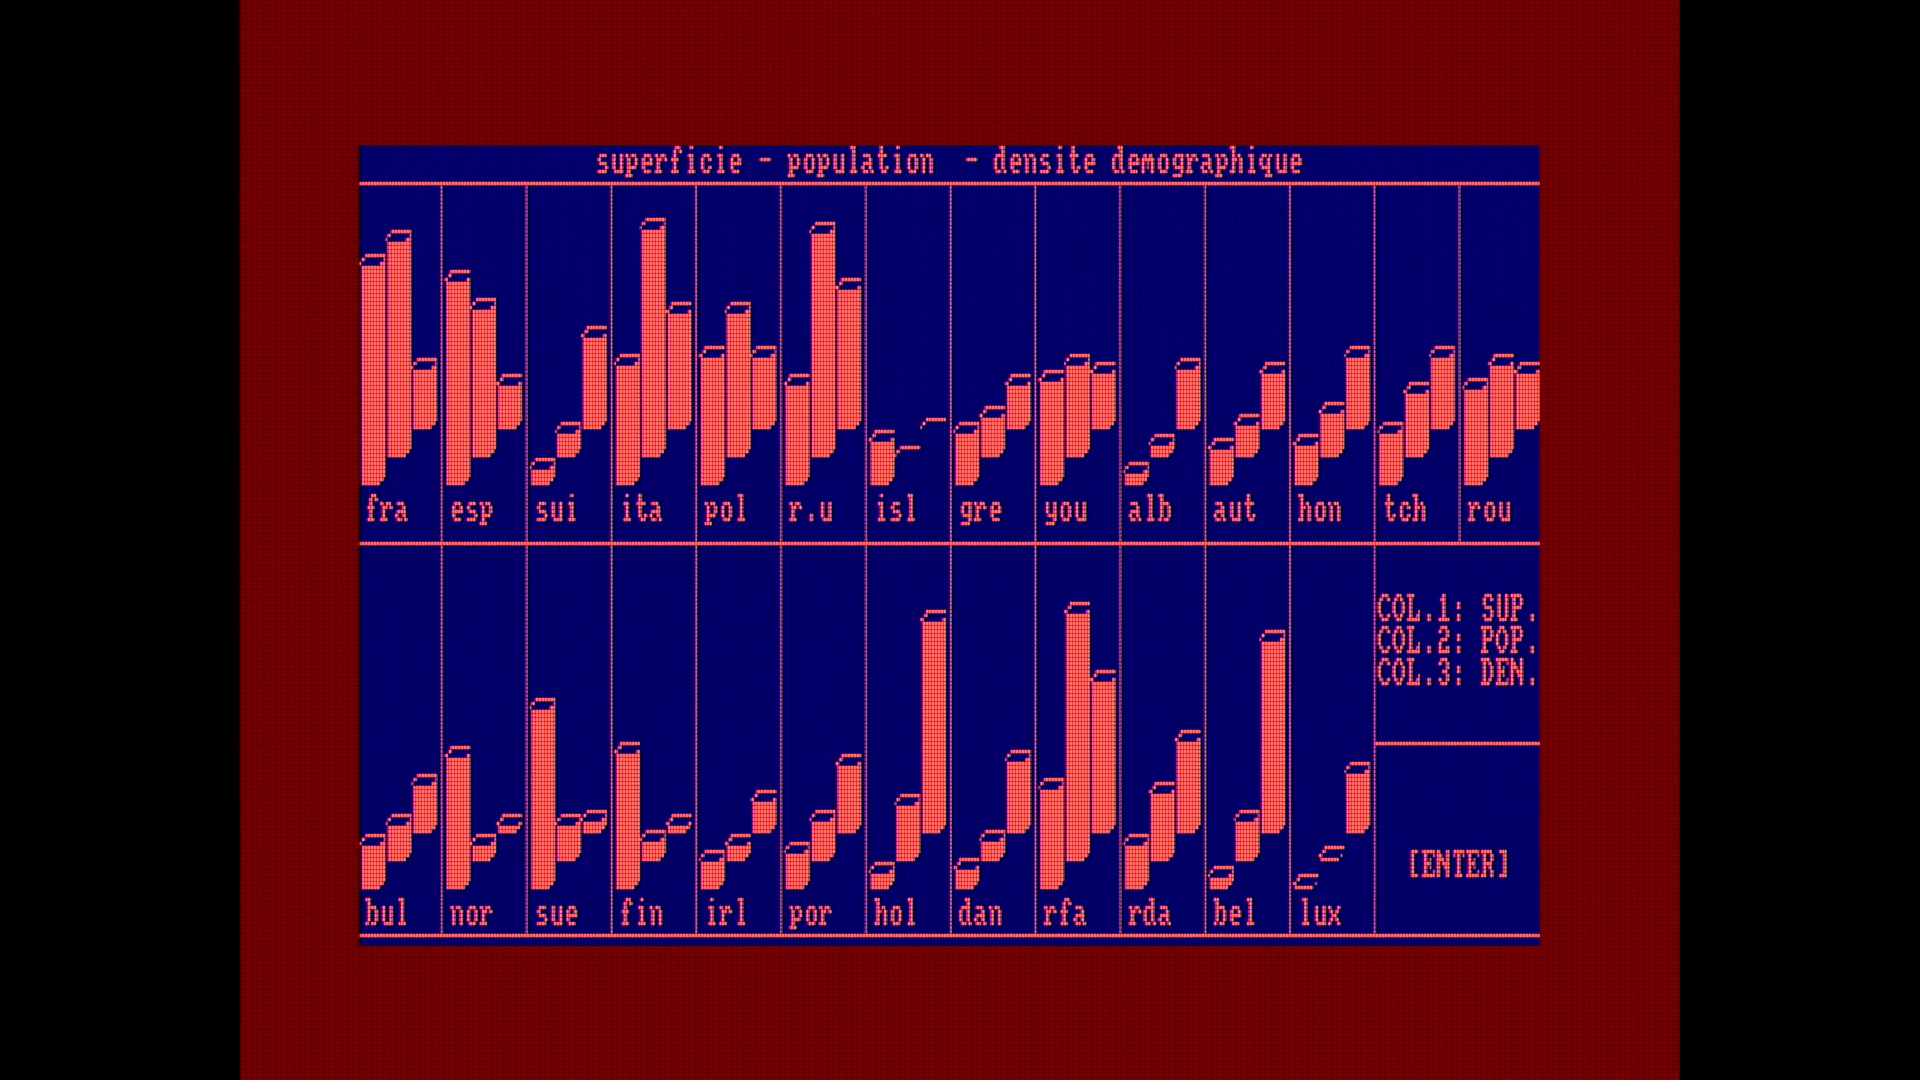 superficie - population  - densite demographique
fra esp sui ita pol r.u isl gre you alb aut hon tch rou
COL.1: SUP.
COL.2: POP.
COL.3: DEN.
[ENTER]
bul nor sue fin irl por hol dan rfa rda bel lux